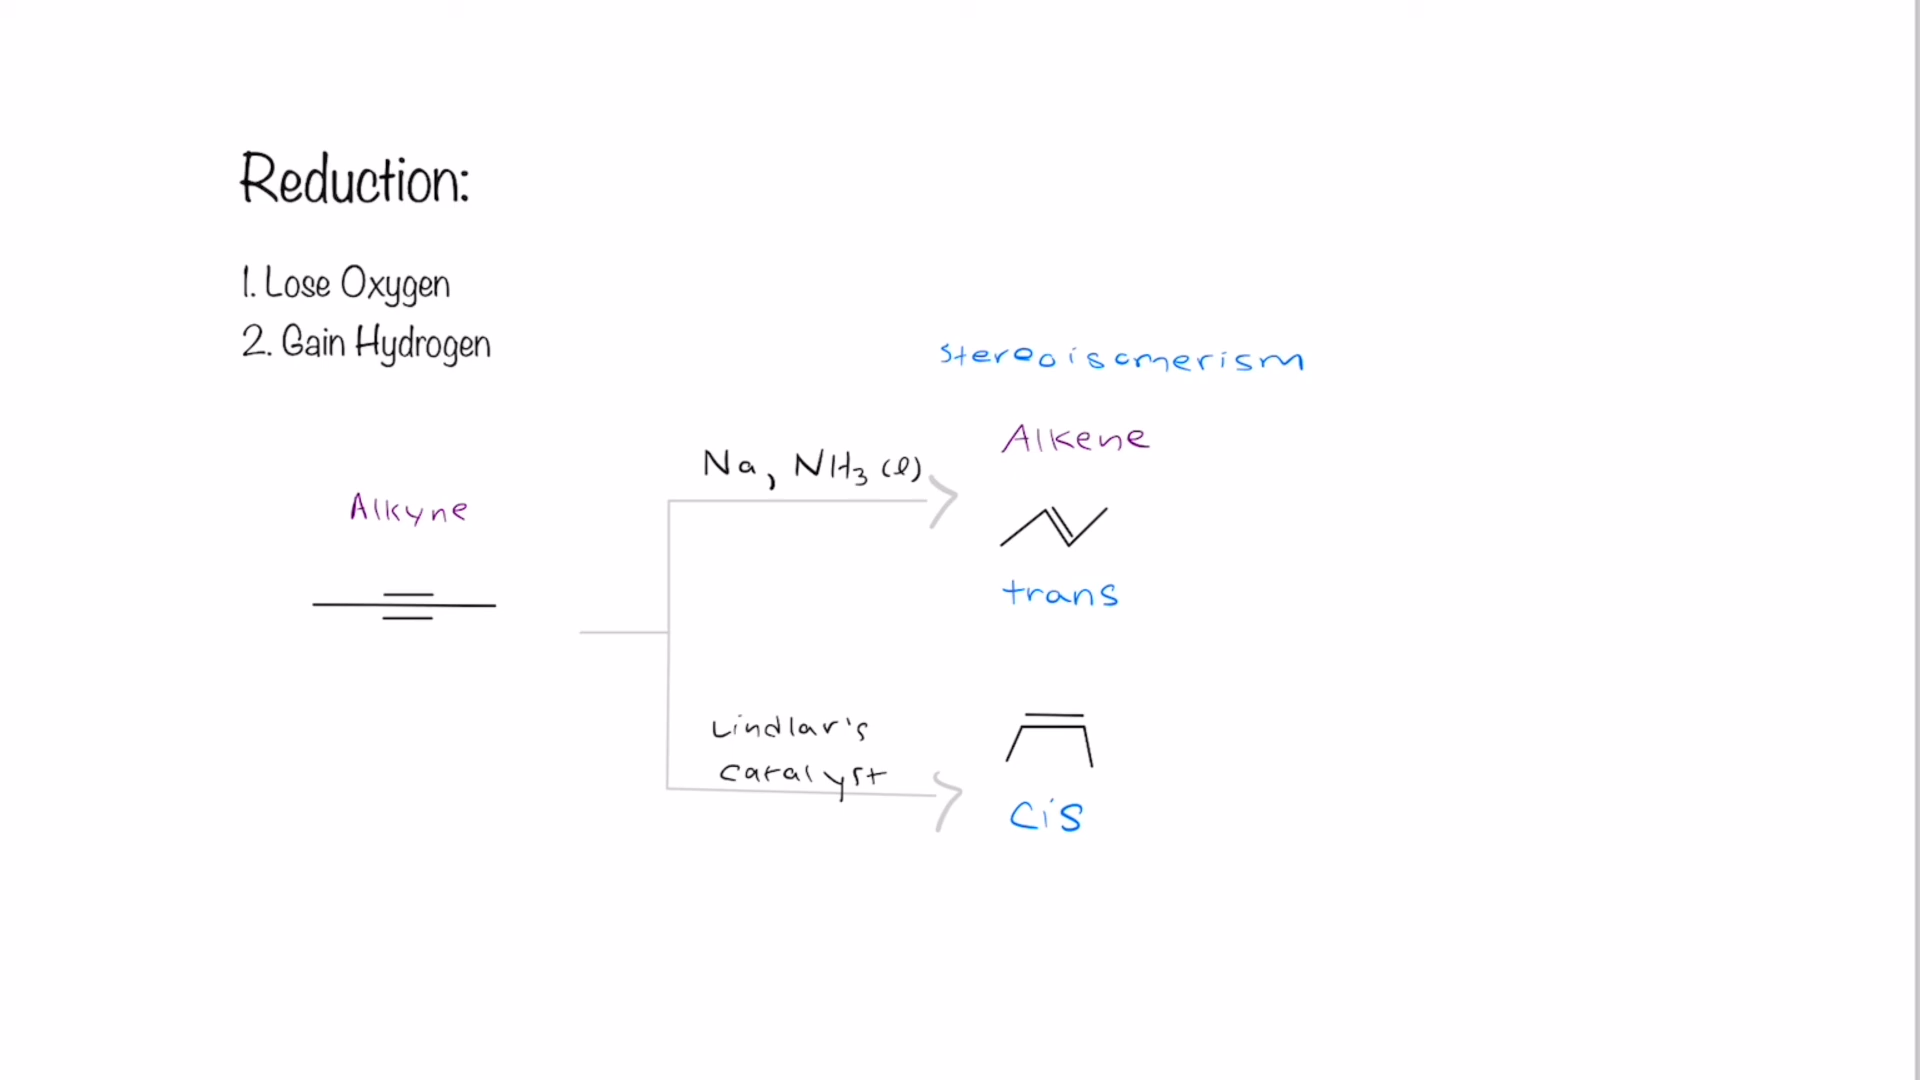 Reduction:
1. Lose Oxygen
2. Gain Hydrogen
stereoisomerism
Alkene
Na, NH₃ (l)
Alkyne
trans
Lindlar's
catalyst
cis